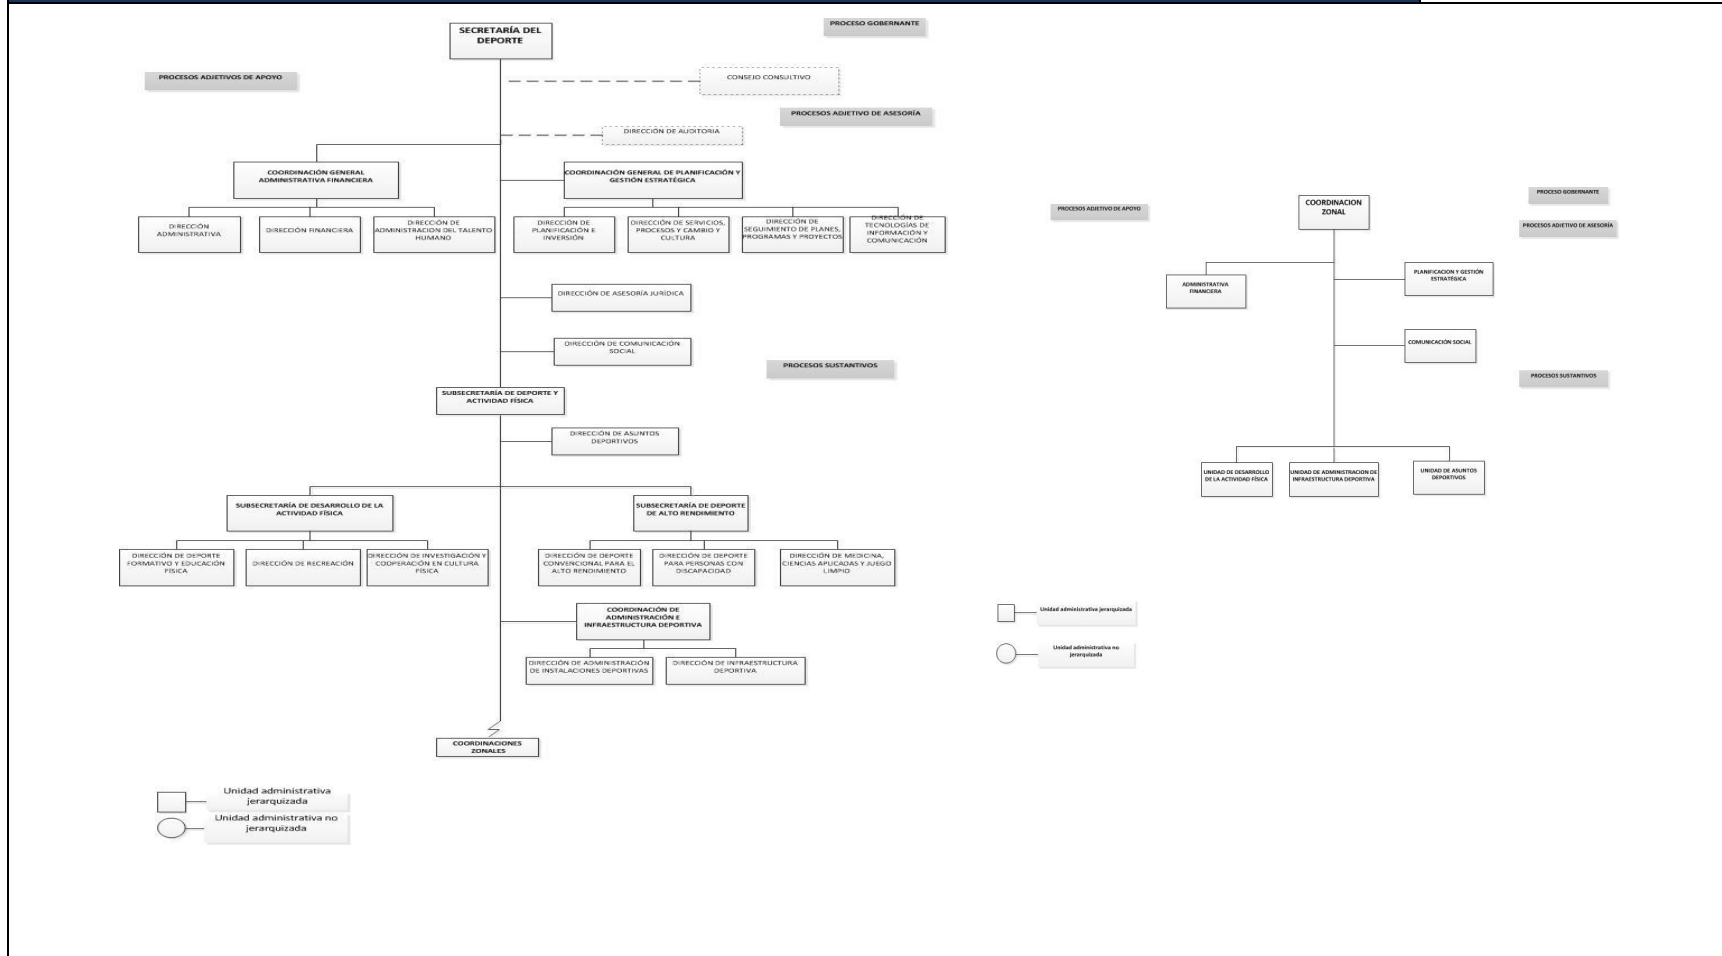 SECRETARÍA DEL
DEPORTE
PROCESO GOBERNANTE
PROCESOS ADJETIVOS DE APOYO
CONSEJO CONSULTIVO
PROCESOS ADJETIVO DE ASESORÍA
DIRECCIÓN DE AUDITORIA
COORDINACIÓN GENERAL
ADMINISTRATIVA FINANCIERA
COORDINACIÓN GENERAL DE PLANIFICACIÓN Y
GESTIÓN ESTRATÉGICA
DIRECCIÓN
ADMINISTRATIVA
DIRECCIÓN FINANCIERA
DIRECCIÓN DE
ADMINISTRACION DEL TALENTO
HUMANO
DIRECCIÓN DE
PLANIFICACIÓN E
INVERSIÓN
DIRECCIÓN DE SERVICIOS,
PROCESOS Y CAMBIO Y
CULTURA
DIRECCIÓN DE
SEGUIMIENTO DE PLANES,
PROGRAMAS Y PROYECTOS
DIRECCIÓN DE
TECNOLOGÍAS DE
INFORMACIÓN Y
COMUNICACIÓN
DIRECCIÓN DE ASESORÍA JURÍDICA
DIRECCIÓN DE COMUNICACIÓN
SOCIAL
PROCESOS SUSTANTIVOS
SUBSECRETARÍA DE DEPORTE Y
ACTIVIDAD FÍSICA
DIRECCIÓN DE ASUNTOS
DEPORTIVOS
SUBSECRETARÍA DE DESARROLLO DE LA
ACTIVIDAD FÍSICA
SUBSECRETARÍA DE DEPORTE
DE ALTO RENDIMIENTO
DIRECCIÓN DE DEPORTE
FORMATIVO Y EDUCACIÓN
FÍSICA
DIRECCIÓN DE RECREACIÓN
DIRECCIÓN DE INVESTIGACIÓN Y
COOPERACIÓN EN CULTURA
FÍSICA
DIRECCIÓN DE DEPORTE
CONVENCIONAL PARA EL
ALTO RENDIMIENTO
DIRECCIÓN DE DEPORTE
PARA PERSONAS CON
DISCAPACIDAD
DIRECCIÓN DE MEDICINA,
CIENCIAS APLICADAS Y JUEGO
LIMPIO
COORDINACIÓN DE
ADMINISTRACIÓN E
INFRAESTRUCTURA DEPORTIVA
DIRECCIÓN DE ADMINISTRACIÓN
DE INSTALACIONES DEPORTIVAS
DIRECCIÓN DE INFRAESTRUCTURA
DEPORTIVA
COORDINACIONES
ZONALES
Unidad administrativa
jerarquizada
Unidad administrativa no
jerarquizada
PROCESO GOBERNANTE
COORDINACION
ZONAL
PROCESOS ADJETIVO DE APOYO
PROCESOS ADJETIVO DE ASESORÍA
ADMINISTRATIVA
FINANCIERA
PLANIFICACION Y GESTIÓN
ESTRATÉGICA
COMUNICACIÓN SOCIAL
PROCESOS SUSTANTIVOS
UNIDAD DE DESARROLLO
DE LA ACTIVIDAD FÍSICA
UNIDAD DE ADMINISTRACION DE
INFRAESTRUCTURA DEPORTIVA
UNIDAD DE ASUNTOS
DEPORTIVOS
Unidad administrativa jerarquizada
Unidad administrativa no
jerarquizada